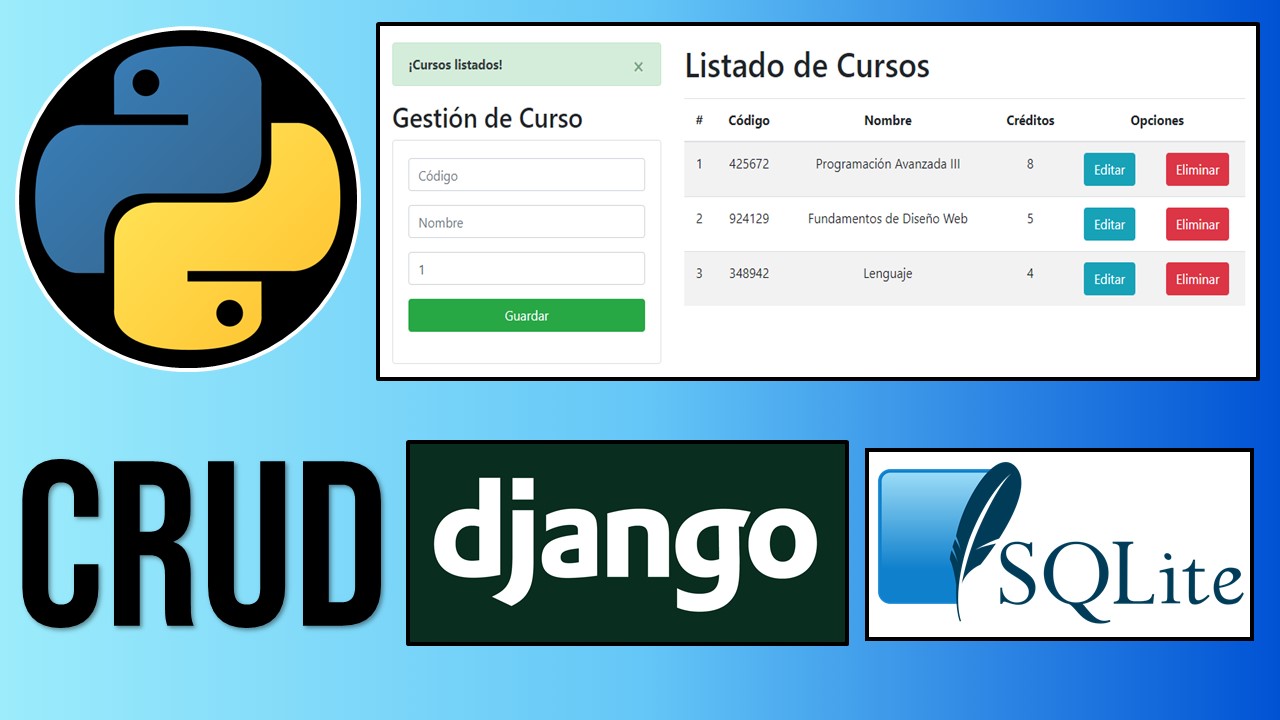 ¡Cursos listados! ×
Gestión de Curso
Código
Nombre
1
Guardar
Listado de Cursos
# Código Nombre Créditos Opciones
1 425672 Programación Avanzada III 8 Editar Eliminar
2 924129 Fundamentos de Diseño Web 5 Editar Eliminar
3 348942 Lenguaje 4 Editar Eliminar
CRUD
django
SQLite